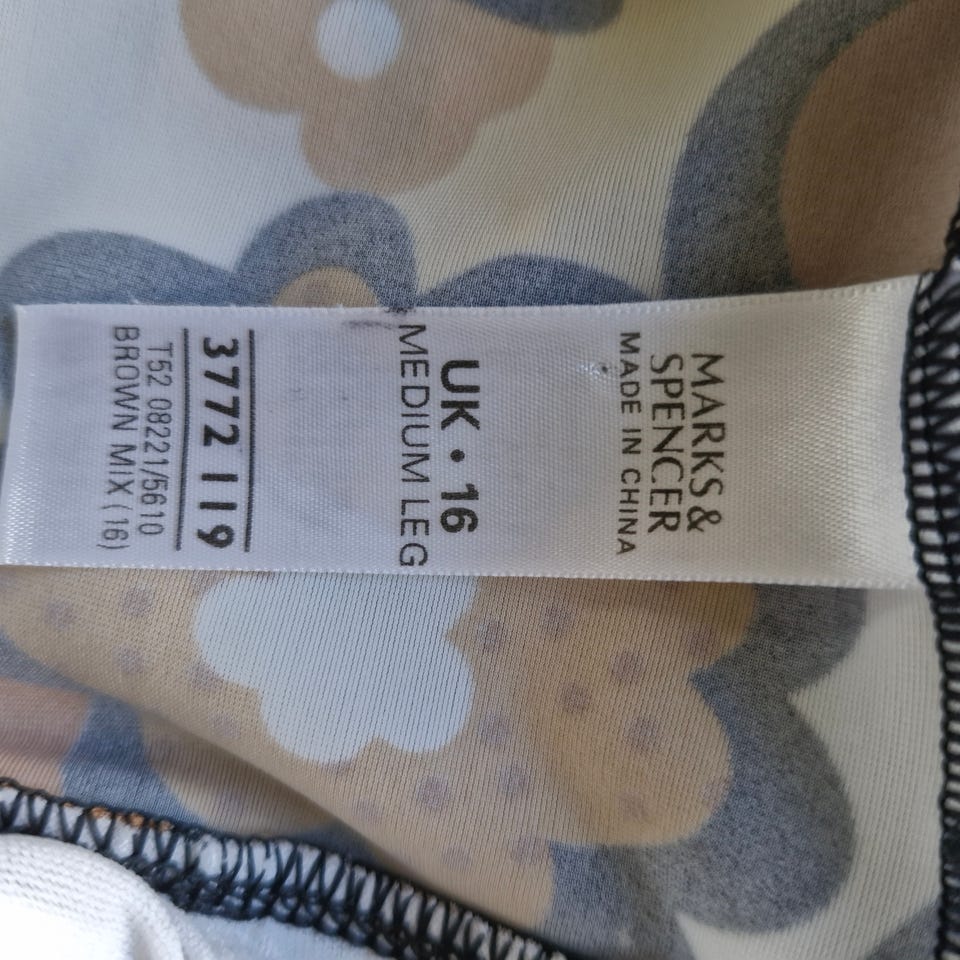 MARKS &
SPENCER
MADE IN CHINA
UK • 16
MEDIUM LEG
3772 119
T52 08221/5610
BROWN MIX (16)